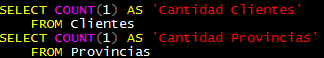 SELECT COUNT(1) AS 'Cantidad Clientes'
FROM Clientes
SELECT COUNT(1) AS 'Cantidad Provincias'
FROM Provincias